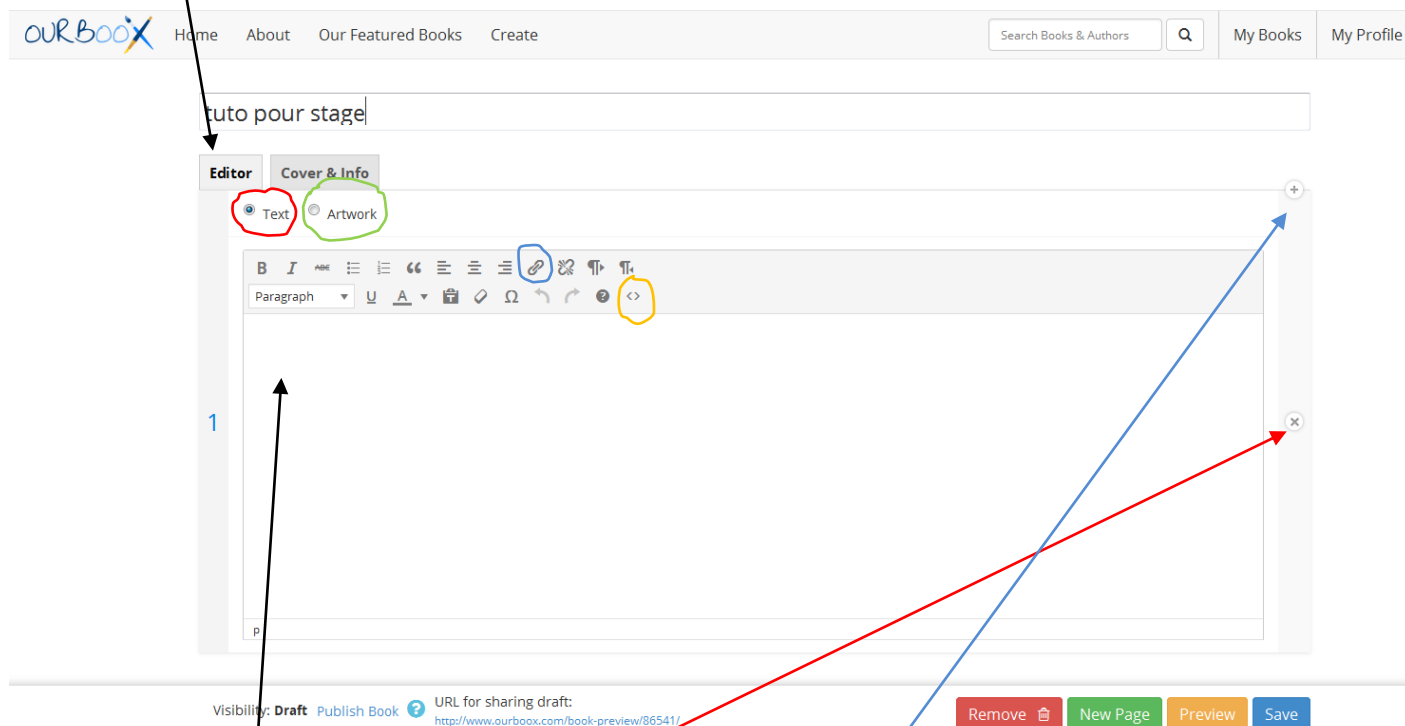 OURBOOX Home About Our Featured Books Create Search Books & Authors My Books My Profile
tuto pour stage
Editor Cover & Info
Text Artwork
B I ABC
Paragraph U A Ω
1
p
Visibility: Draft Publish Book ? URL for sharing draft:
http://www.ourboox.com/book-preview/86541/
Remove New Page Preview Save